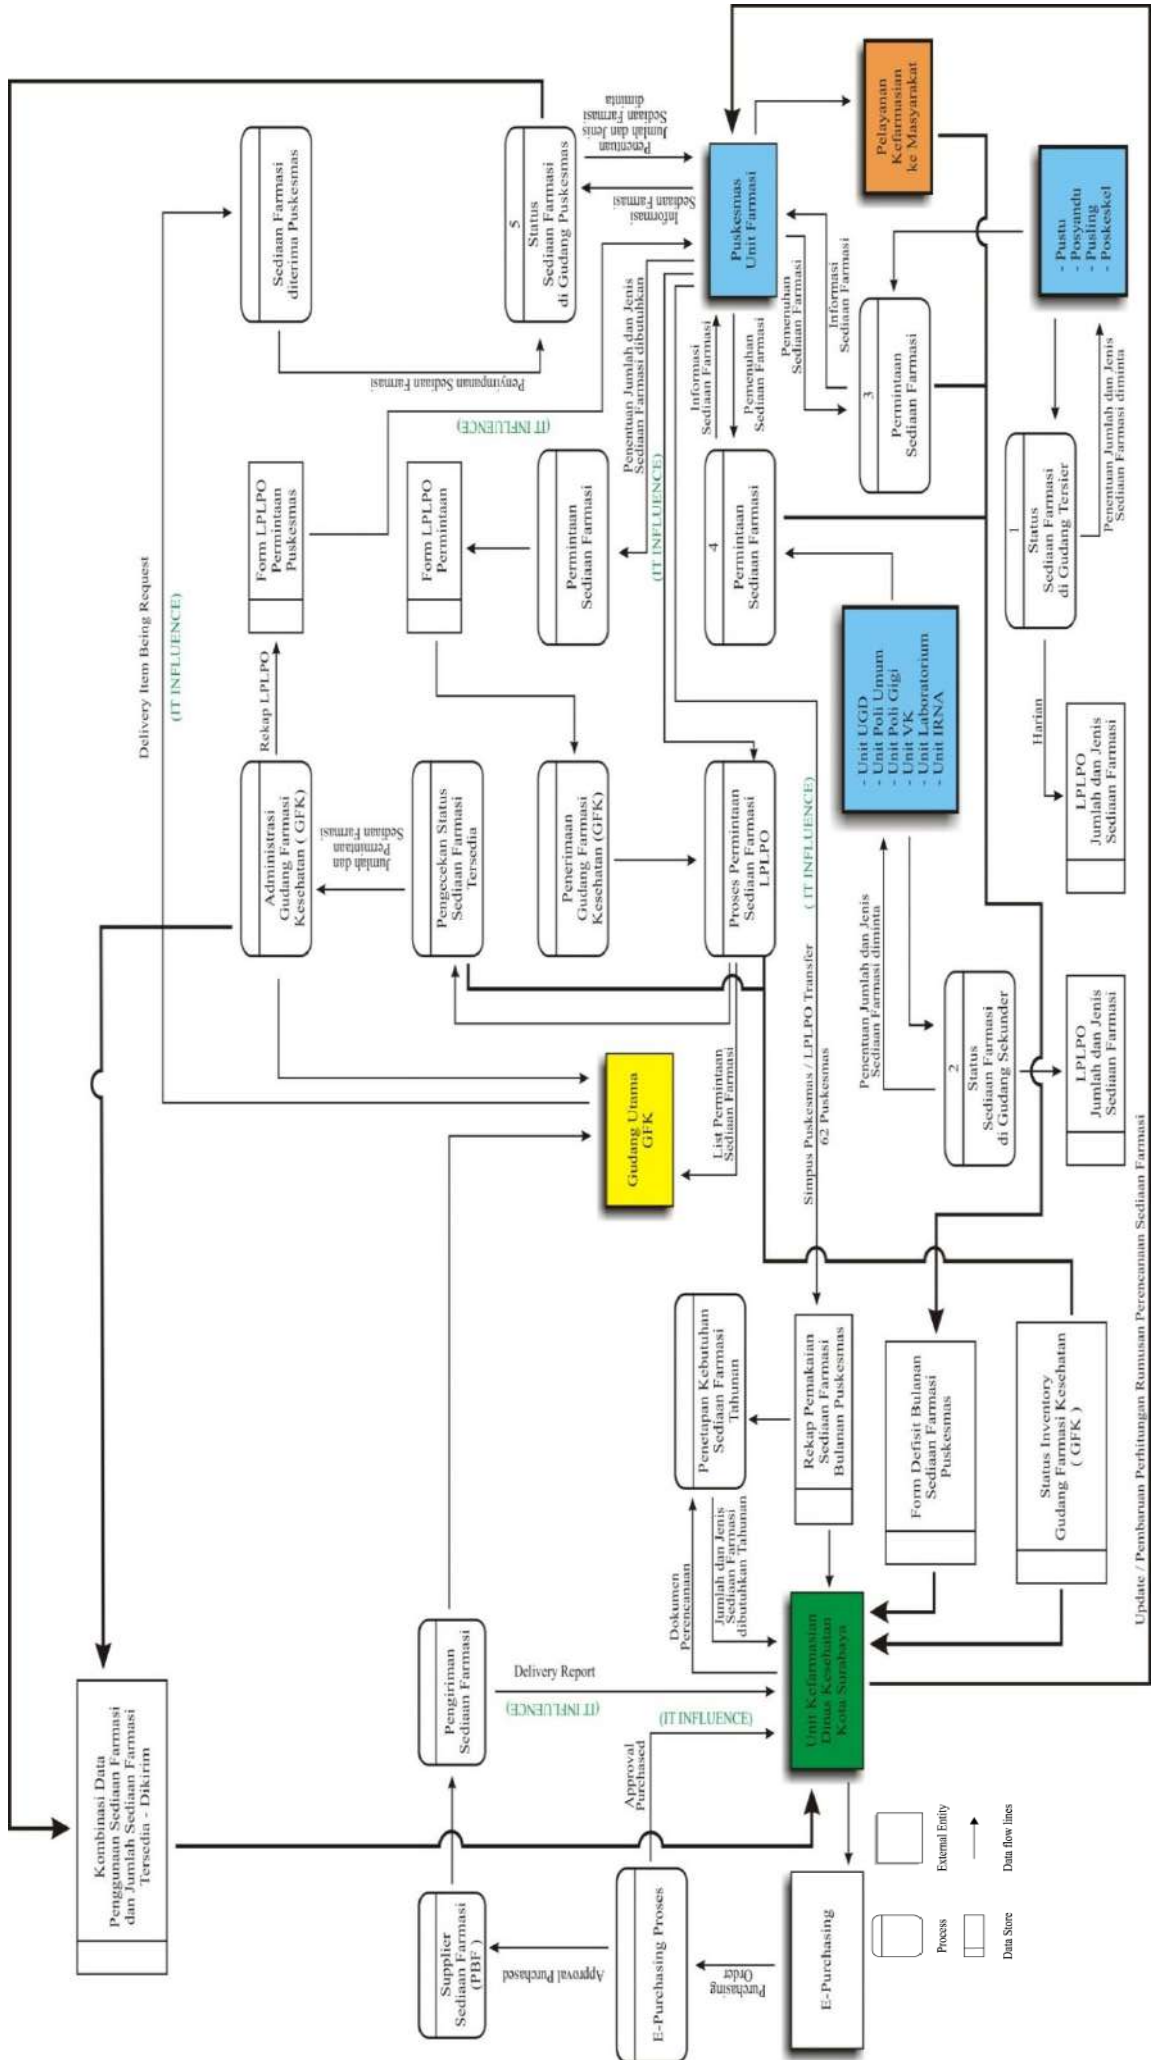 Kombinasi Data
Penggunaan Sediaan Farmasi
dan Jumlah Sediaan Farmasi
Tersedia - Dikirim
Delivery Item Being Request
(IT INFLUENCE)
Administrasi
Gudang Farmasi
Kesehatan ( GFK)
Rekap LPLPO
Form LPLPO
Permintaan
Puskesmas
Sediaan Farmasi
diterima Puskesmas
Penyimpanan Sediaan Farmasi
(IT INFLUENCE)
Supplier
Sediaan Farmasi
(PBF )
Pengiriman
Sediaan Farmasi
Jumlah dan
Permintaan
Sediaan Farmasi
Pengecekan Status
Sediaan Farmasi
Tersedia
Form LPLPO
Permintaan
5
Status
Sediaan Farmasi
di Gudang Puskesmas
Approval Purchased
Delivery Report
(IT INFLUENCE)
Gudang Utama
GFK
Penerimaan
Gudang Farmasi
Kesehatan (GFK)
Permintaan
Sediaan Farmasi
Penentuan Jumlah dan Jenis
Sediaan Farmasi dibutuhkan
Informasi
Sediaan Farmasi
Penentuan
Jumlah dan Jenis
Sediaan Farmasi
diminta
E-Purchasing Proses
Approval
Purchased
(IT INFLUENCE)
Dokumen
Perencanaan
Penetapan Kebutuhan
Sediaan Farmasi
Tahunan
Jumlah dan Jenis
Sediaan Farmasi
dibutuhkan Tahunan
List Permintaan
Sediaan Farmasi
Proses Permintaan
Sediaan Farmasi
LPLPO
(IT INFLUENCE)
Informasi
Sediaan Farmasi
4
Permintaan
Sediaan Farmasi
Pemenuhan
Sediaan Farmasi
Puskesmas
Unit Farmasi
Purchasing
Order
E-Purchasing
Unit Kefarmasian
Dinas Kesehatan
Kota Surabaya
Rekap Pemakaian
Sediaan Farmasi
Bulanan Puskesmas
Simpus Puskesmas / LPLPO Transfer
( IT INFLUENCE)
62 Puskesmas
Pemenuhan
Sediaan Farmasi
Informasi
Sediaan Farmasi
3
Permintaan
Sediaan Farmasi
Pelayanan
Kefarmasian
ke Masyarakat
Form Defisit Bulanan
Sediaan Farmasi
Puskesmas
Penentuan Jumlah dan Jenis
Sediaan Farmasi diminta
- Unit UGD
- Unit Poli Umum
- Unit Poli Gigi
- Unit VK
- Unit Laboratorium
- Unit IRNA
2
Status
Sediaan Farmasi
di Gudang Sekunder
1
Status
Sediaan Farmasi
di Gudang Tersier
- Pustu
- Posyandu
- Pusling
- Poskeskel
Status Inventory
Gudang Farmasi Kesehatan
( GFK )
Harian
Penentuan Jumlah dan Jenis
Sediaan Farmasi diminta
LPLPO
Jumlah dan Jenis
Sediaan Farmasi
LPLPO
Jumlah dan Jenis
Sediaan Farmasi
Update / Pembaruan Perhitungan Rumusan Perencanaan Sediaan Farmasi
Process
External Entity
Data Store
Data flow lines